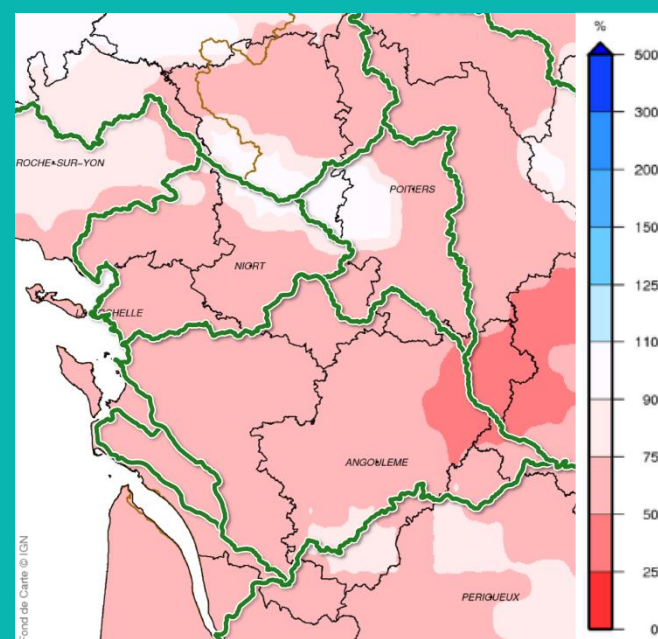 %
500
300
200
150
125
110
90
75
50
25
0
ROCHE-SUR-YON
POITIERS
NIORT
OCHELLE
ANGOULEME
PERIGUEUX
Fond de Carte © IGN